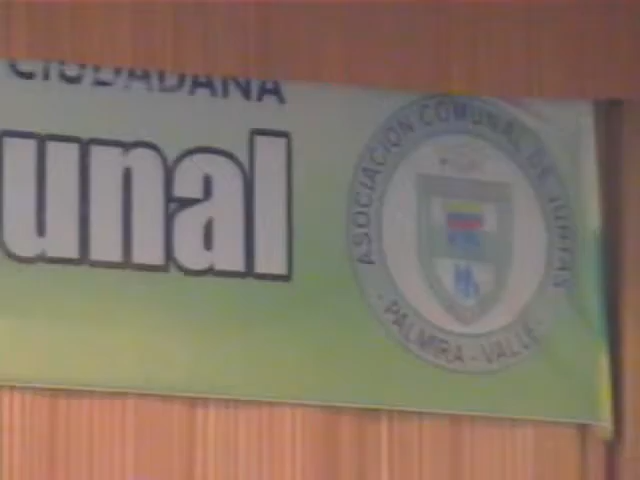 CIUDADANA
unal
ASOCIACION COMUNAL DE JUNTAS
· PALMIRA - VALLE ·